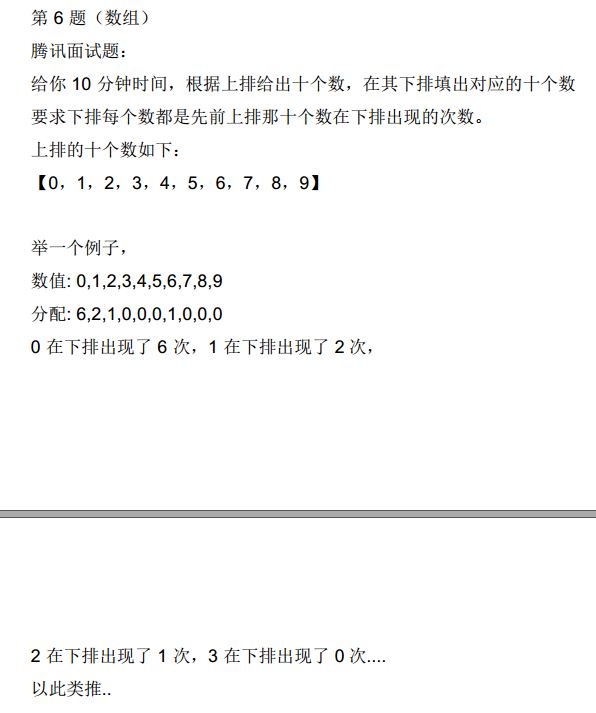 第 6 题（数组）
腾讯面试题：
给你 10 分钟时间，根据上排给出十个数，在其下排填出对应的十个数
要求下排每个数都是先前上排那十个数在下排出现的次数。
上排的十个数如下：
【0，1，2，3，4，5，6，7，8，9】
举一个例子，
数值: 0,1,2,3,4,5,6,7,8,9
分配: 6,2,1,0,0,0,1,0,0,0
0 在下排出现了 6 次，1 在下排出现了 2 次，
2 在下排出现了 1 次，3 在下排出现了 0 次....
以此类推..